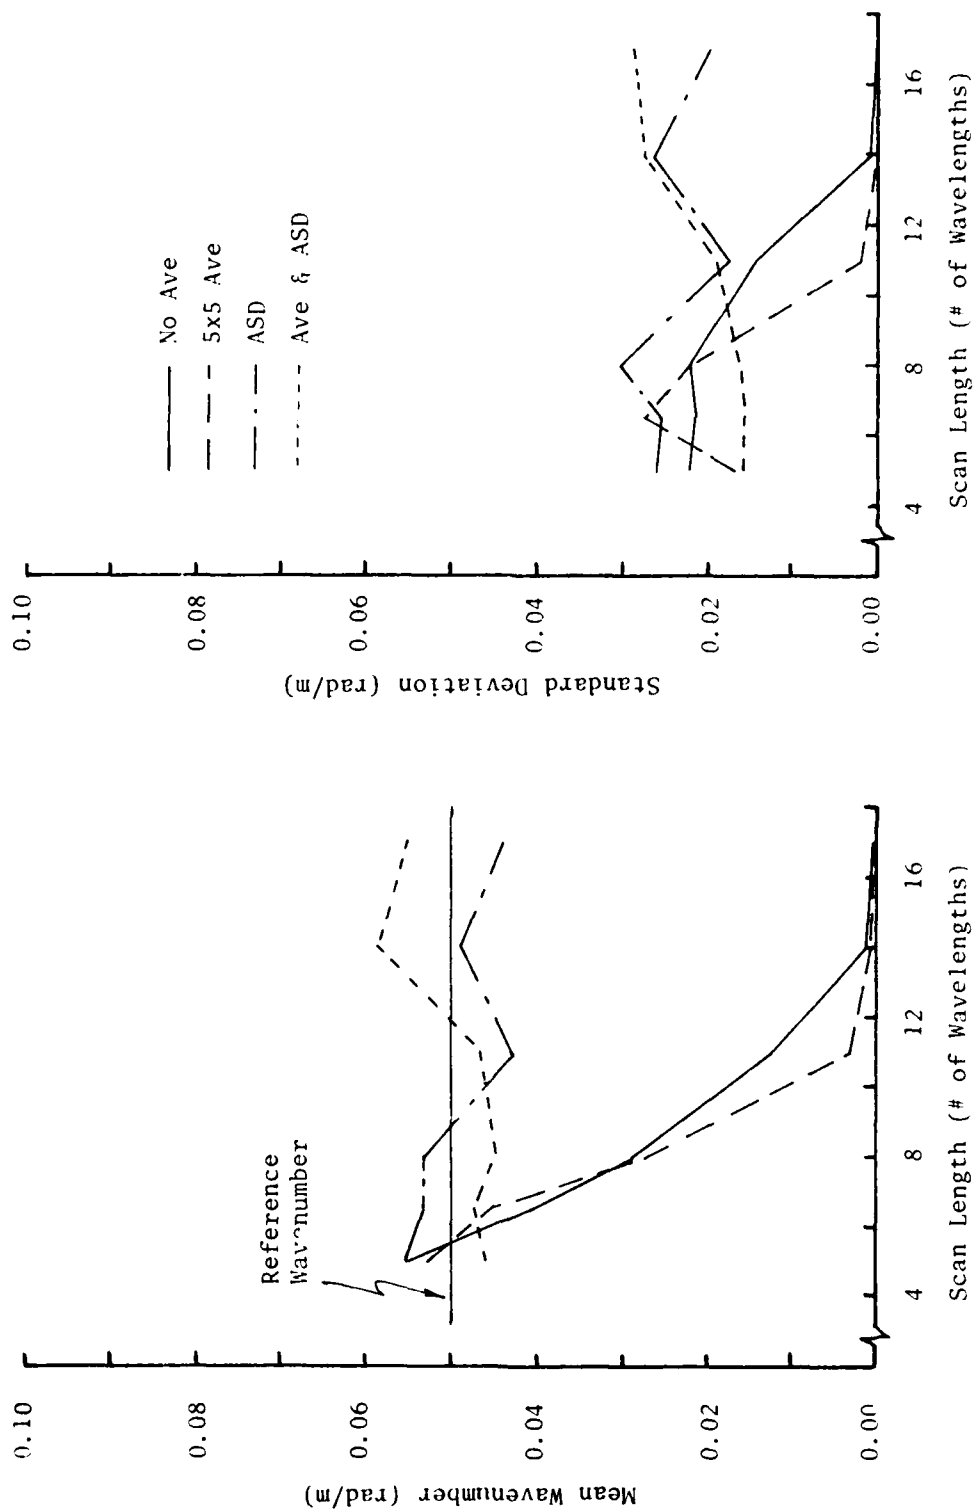 0.10
0.08
0.06
0.04
0.02
0.00
Mean Wavenumber (rad/m)
Reference
Wavenumber
4
8
12
16
Scan Length (# of Wavelengths)
0.10
0.08
0.06
0.04
0.02
0.00
Standard Deviation (rad/m)
No Ave
5x5 Ave
ASD
Ave & ASD
4
8
12
16
Scan Length (# of Wavelengths)